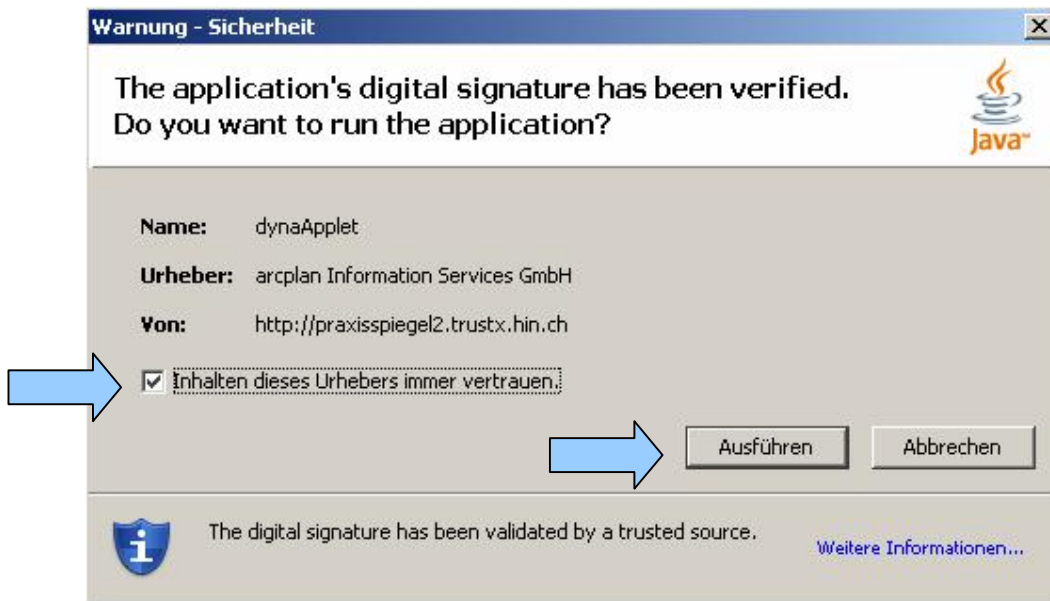 Warnung - Sicherheit
The application's digital signature has been verified.
Do you want to run the application?
Java™
Name: dynaApplet
Urheber: arcplan Information Services GmbH
Von: http://praxisspiegel2.trustx.hin.ch
Inhalten dieses Urhebers immer vertrauen.
Ausführen Abbrechen
The digital signature has been validated by a trusted source.
Weitere Informationen...